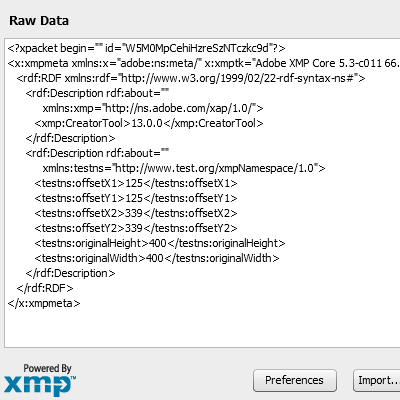 Raw Data
<?xpacket begin="" id="W5M0MpCehiHzreSzNTczkc9d"?>
<x:xmpmeta xmlns:x="adobe:ns:meta/" x:xmptk="Adobe XMP Core 5.3-c011 66.
<rdf:RDF xmlns:rdf="http://www.w3.org/1999/02/22-rdf-syntax-ns#">
<rdf:Description rdf:about=""
xmlns:xmp="http://ns.adobe.com/xap/1.0/">
<xmp:CreatorTool>13.0.0</xmp:CreatorTool>
</rdf:Description>
<rdf:Description rdf:about=""
xmlns:testns="http://www.test.org/xmpNamespace/1.0">
<testns:offsetX1>125</testns:offsetX1>
<testns:offsetY1>125</testns:offsetY1>
<testns:offsetX2>339</testns:offsetX2>
<testns:offsetY2>339</testns:offsetY2>
<testns:originalHeight>400</testns:originalHeight>
<testns:originalWidth>400</testns:originalWidth>
</rdf:Description>
</rdf:RDF>
</x:xmpmeta>
Powered By
xmp™
Preferences
Import...